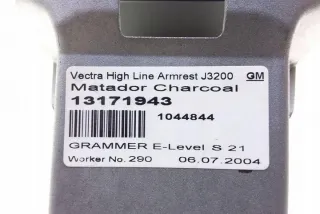 Vectra High Line Armrest J3200 GM
Matador Charcoal
13171943
1044844
GRAMMER E-Level S 21
Worker No. 290 06.07.2004